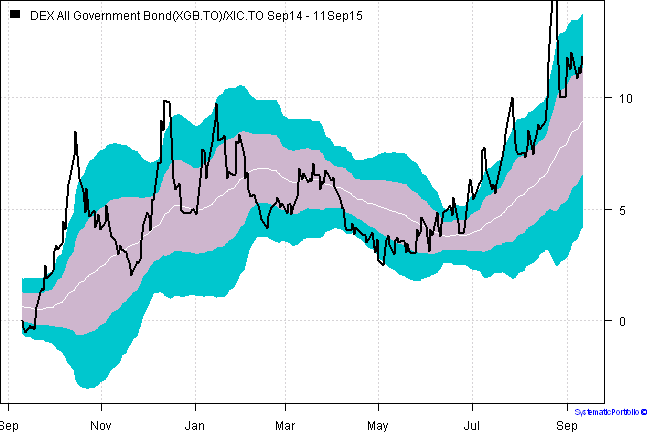 DEX All Government Bond(XGB.TO)/XIC.TO Sep14 - 11Sep15
10
5
0
Sep Nov Jan Mar May Jul Sep
SystematicPortfolio ©